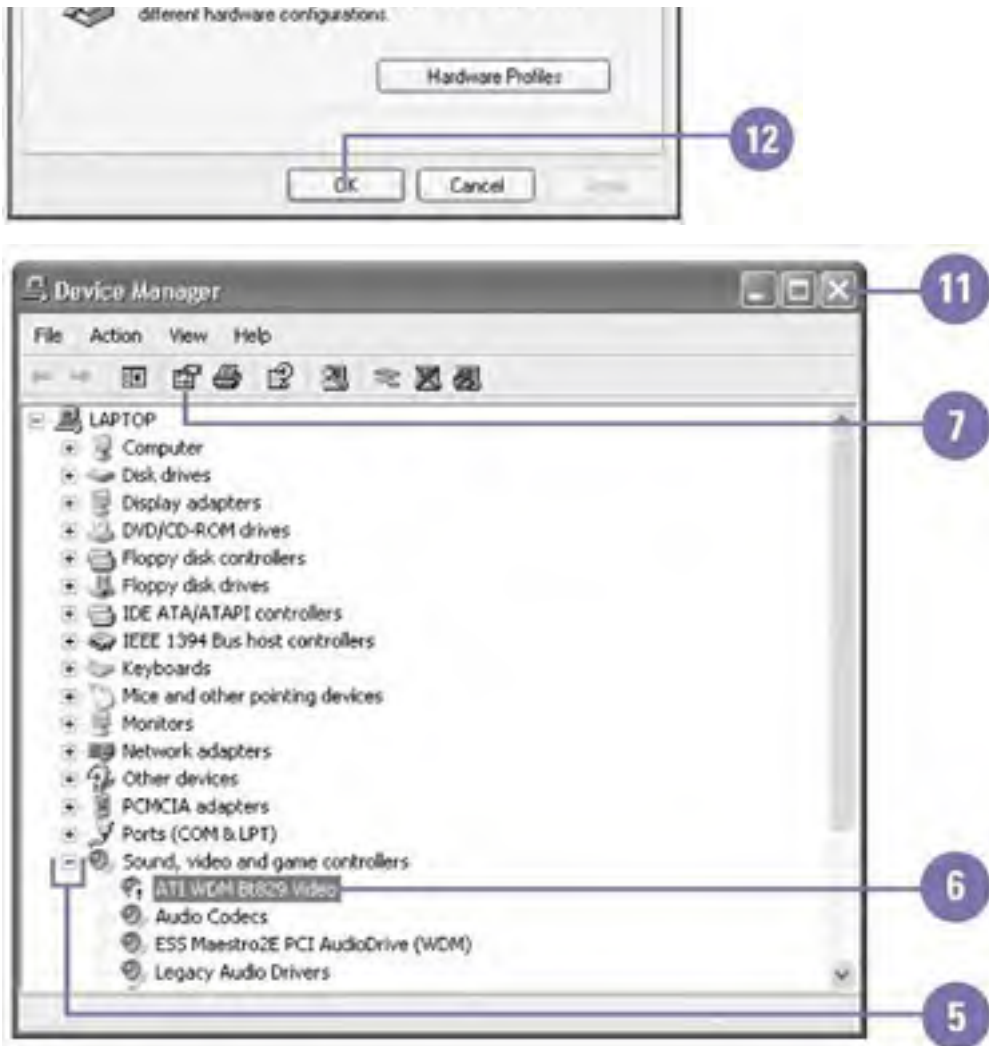 different hardware configurations.
Hardware Profiles
12
OK Cancel
Device Manager
11
File Action View Help
7
LAPTOP
Computer
Disk drives
Display adapters
DVD/CD-ROM drives
Floppy disk controllers
Floppy disk drives
IDE ATA/ATAPI controllers
IEEE 1394 Bus host controllers
Keyboards
Mice and other pointing devices
Monitors
Network adapters
Other devices
PCMCIA adapters
Ports (COM & LPT)
Sound, video and game controllers
ATI WDM Bt829 Video
6
Audio Codecs
ESS Maestro2E PCI AudioDrive (WDM)
Legacy Audio Drivers
5